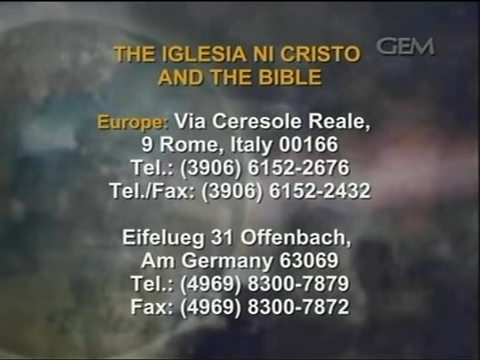 THE IGLESIA NI CRISTO
GEM
AND THE BIBLE
Europe: Via Ceresole Reale,
9 Rome, Italy 00166
Tel.: (3906) 6152-2676
Tel./Fax: (3906) 6152-2432
Eifelueg 31 Offenbach,
Am Germany 63069
Tel.: (4969) 8300-7879
Fax: (4969) 8300-7872